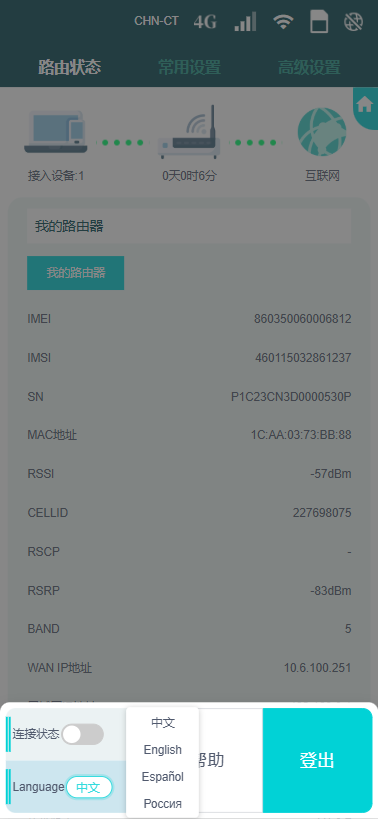 CHN-CT 4G
路由状态 常用设置 高级设置
接入设备:1 0天0时6分 互联网
我的路由器
我的路由器
IMEI 860350060006812
IMSI 460115032861237
SN P1C23CN3D0000530P
MAC地址 1C:AA:03:73:BB:88
RSSI -57dBm
CELLID 227698075
RSCP -
RSRP -83dBm
BAND 5
WAN IP地址 10.6.100.251
连接状态
Language 中文
中文
English
Español
Россия
帮助
登出